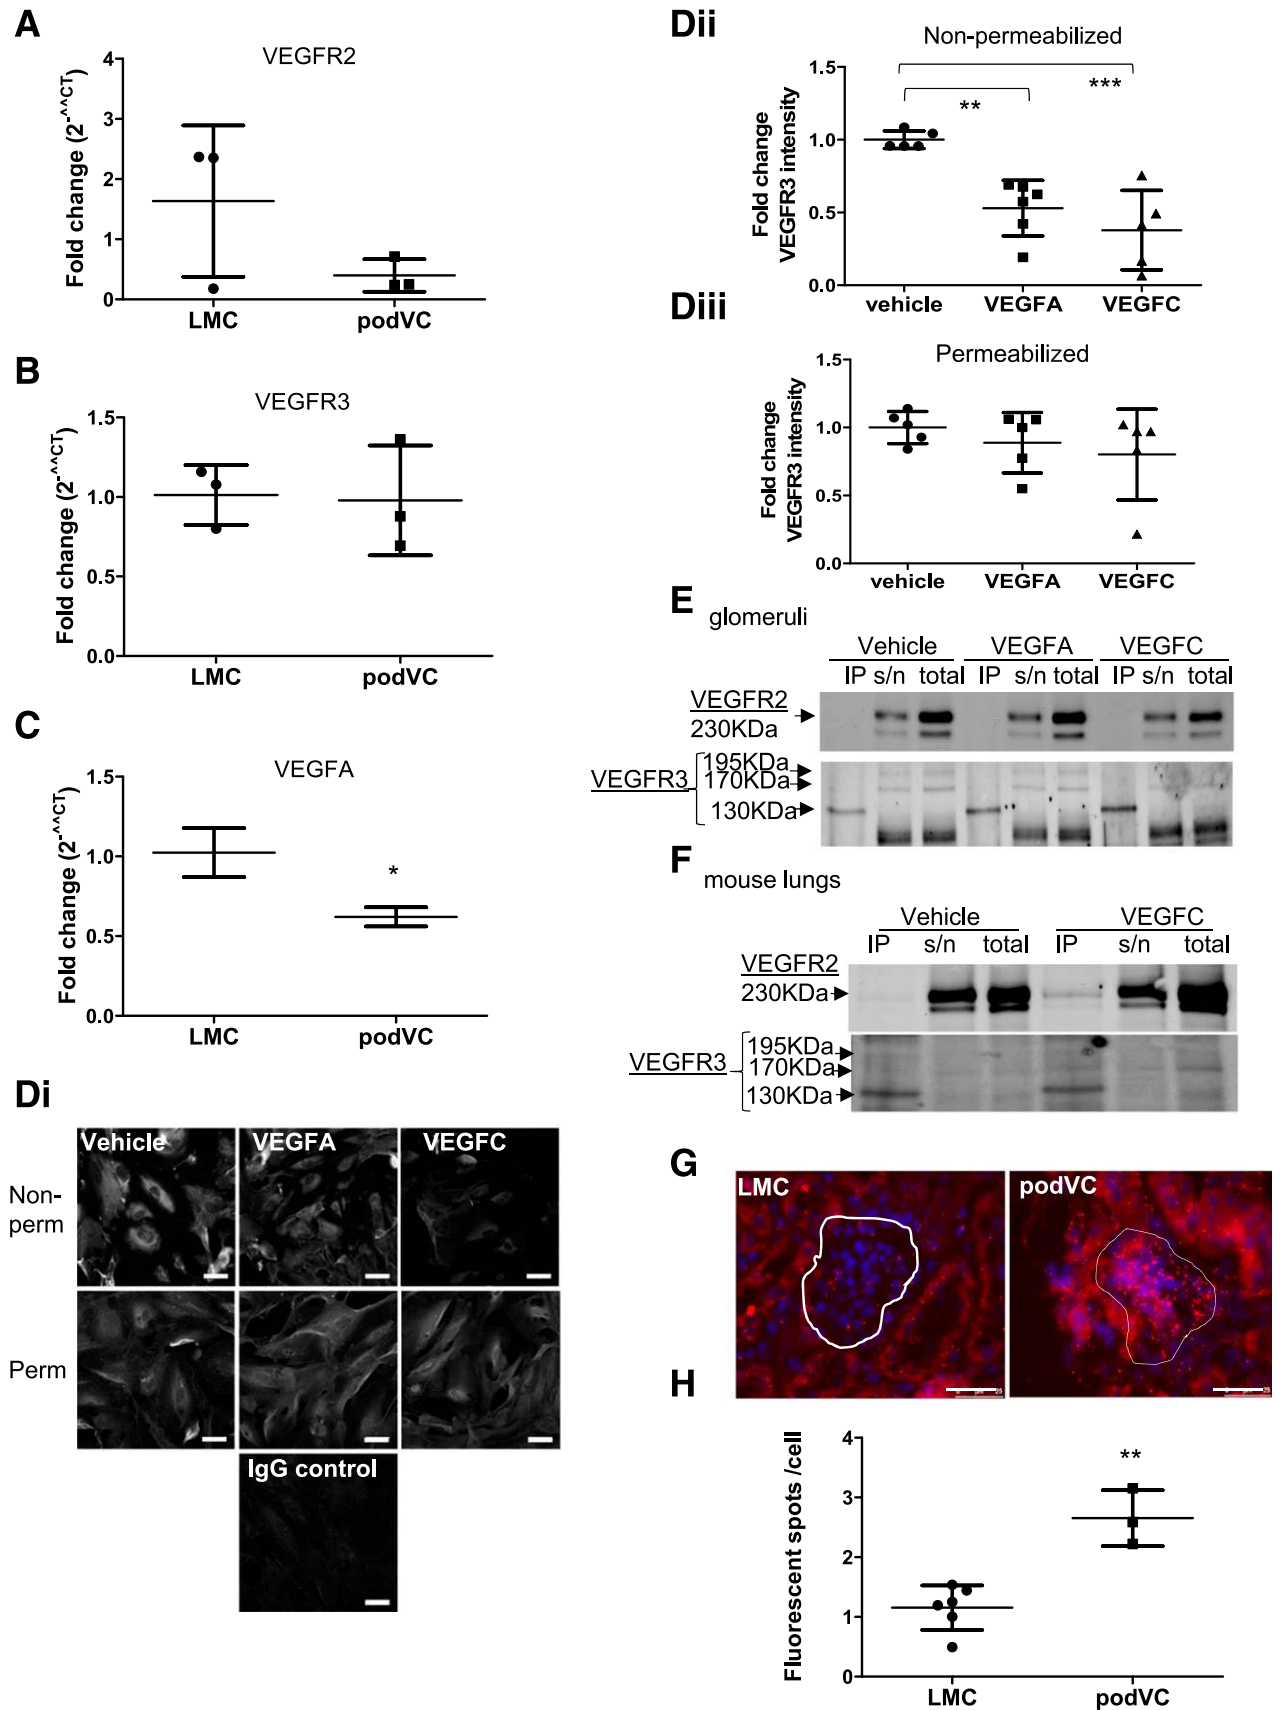 A
VEGFR2
Fold change (2-^^CT)
4
3
2
1
0
LMC podVC
B
VEGFR3
Fold change (2-^^CT)
1.5
1.0
0.5
0.0
LMC podVC
C
VEGFA
Fold change (2-^^CT)
1.5
1.0
0.5
0.0
*
LMC podVC
Di
Vehicle VEGFA VEGFC
Non-
perm
Perm
IgG control
Dii
Non-permeabilized
Fold change
VEGFR3 intensity
1.5
1.0
0.5
0.0
***
**
vehicle VEGFA VEGFC
Diii
Permeabilized
Fold change
VEGFR3 intensity
1.5
1.0
0.5
0.0
vehicle VEGFA VEGFC
E
glomeruli
Vehicle VEGFA VEGFC
IP s/n total IP s/n total IP s/n total
VEGFR2
230KDa
195KDa
VEGFR3 170KDa
130KDa
F
mouse lungs
Vehicle VEGFC
IP s/n total IP s/n total
VEGFR2
230KDa
195KDa
VEGFR3 170KDa
130KDa
G
LMC podVC
H
Fluorescent spots /cell
4
3
2
1
0
**
LMC podVC